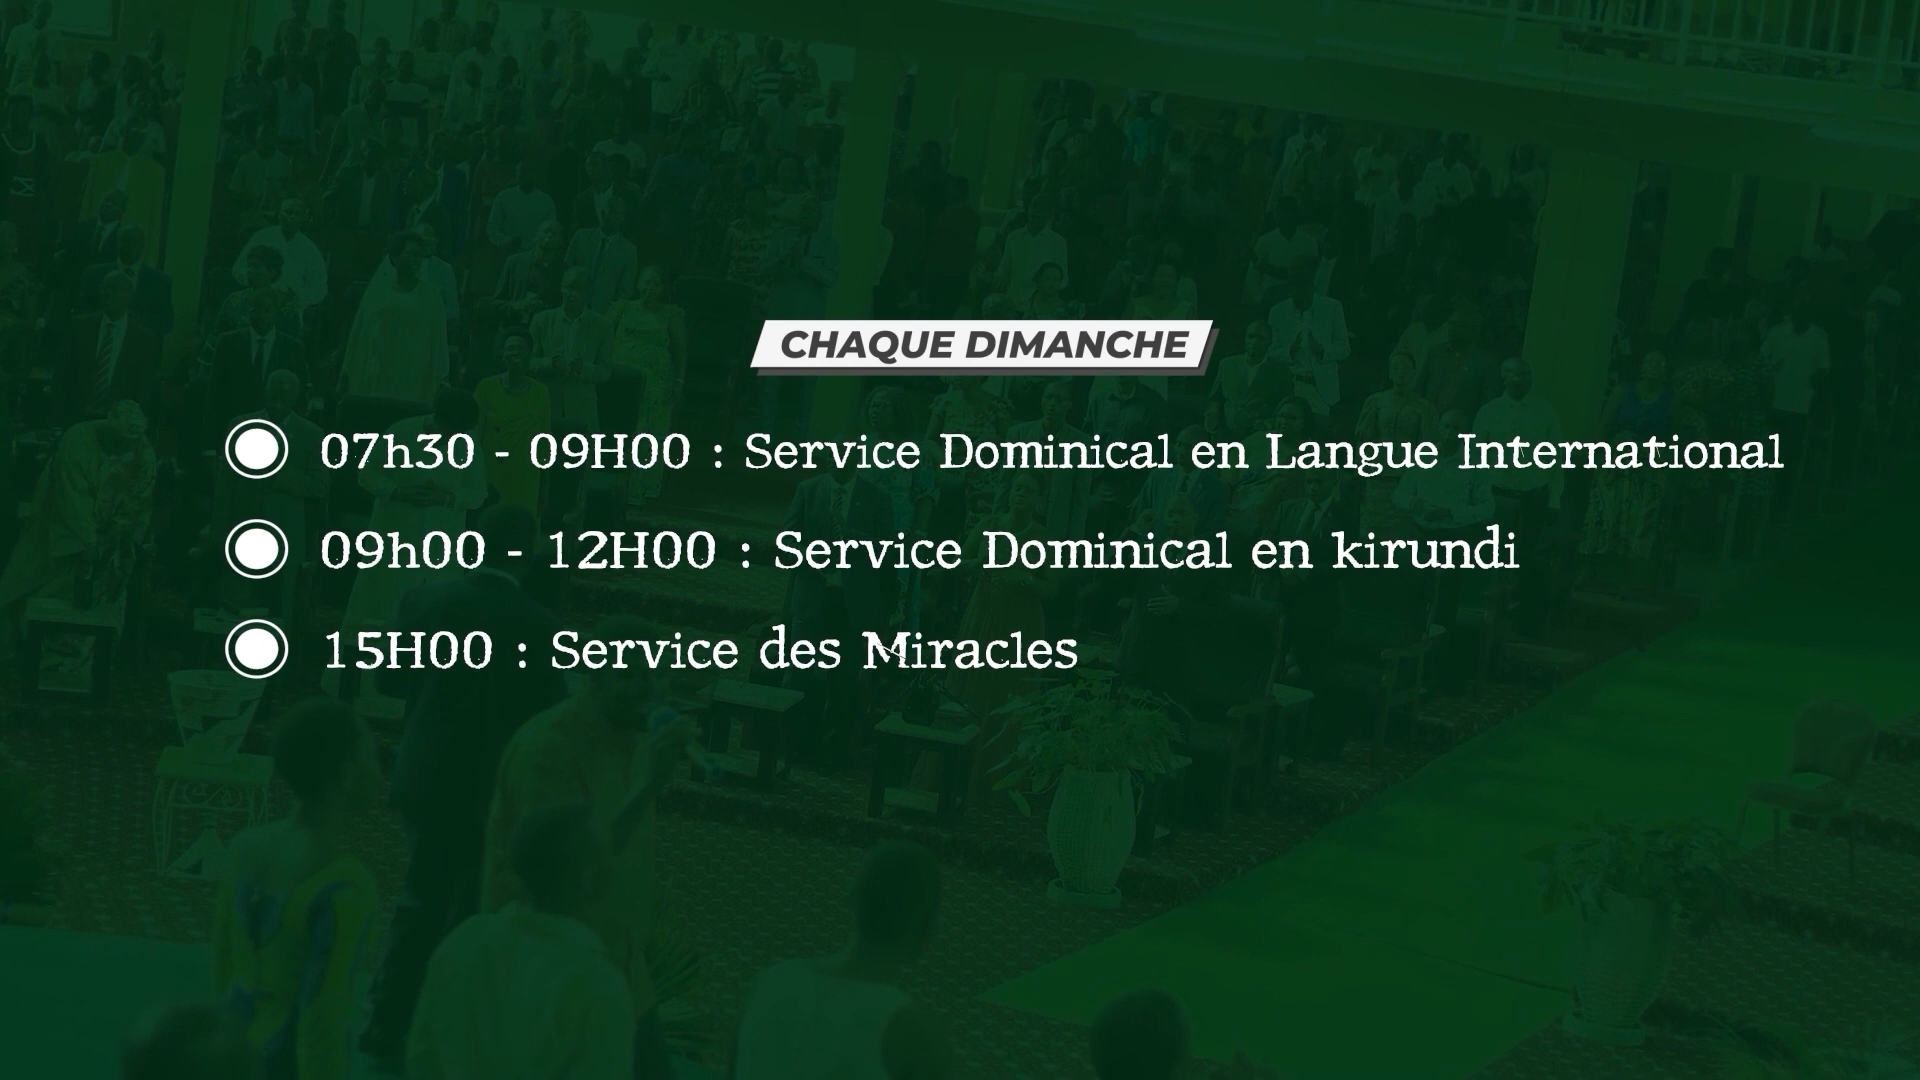 CHAQUE DIMANCHE
07h30 - 09H00 : Service Dominical en Langue International
09h00 - 12H00 : Service Dominical en kirundi
15H00 : Service des Miracles